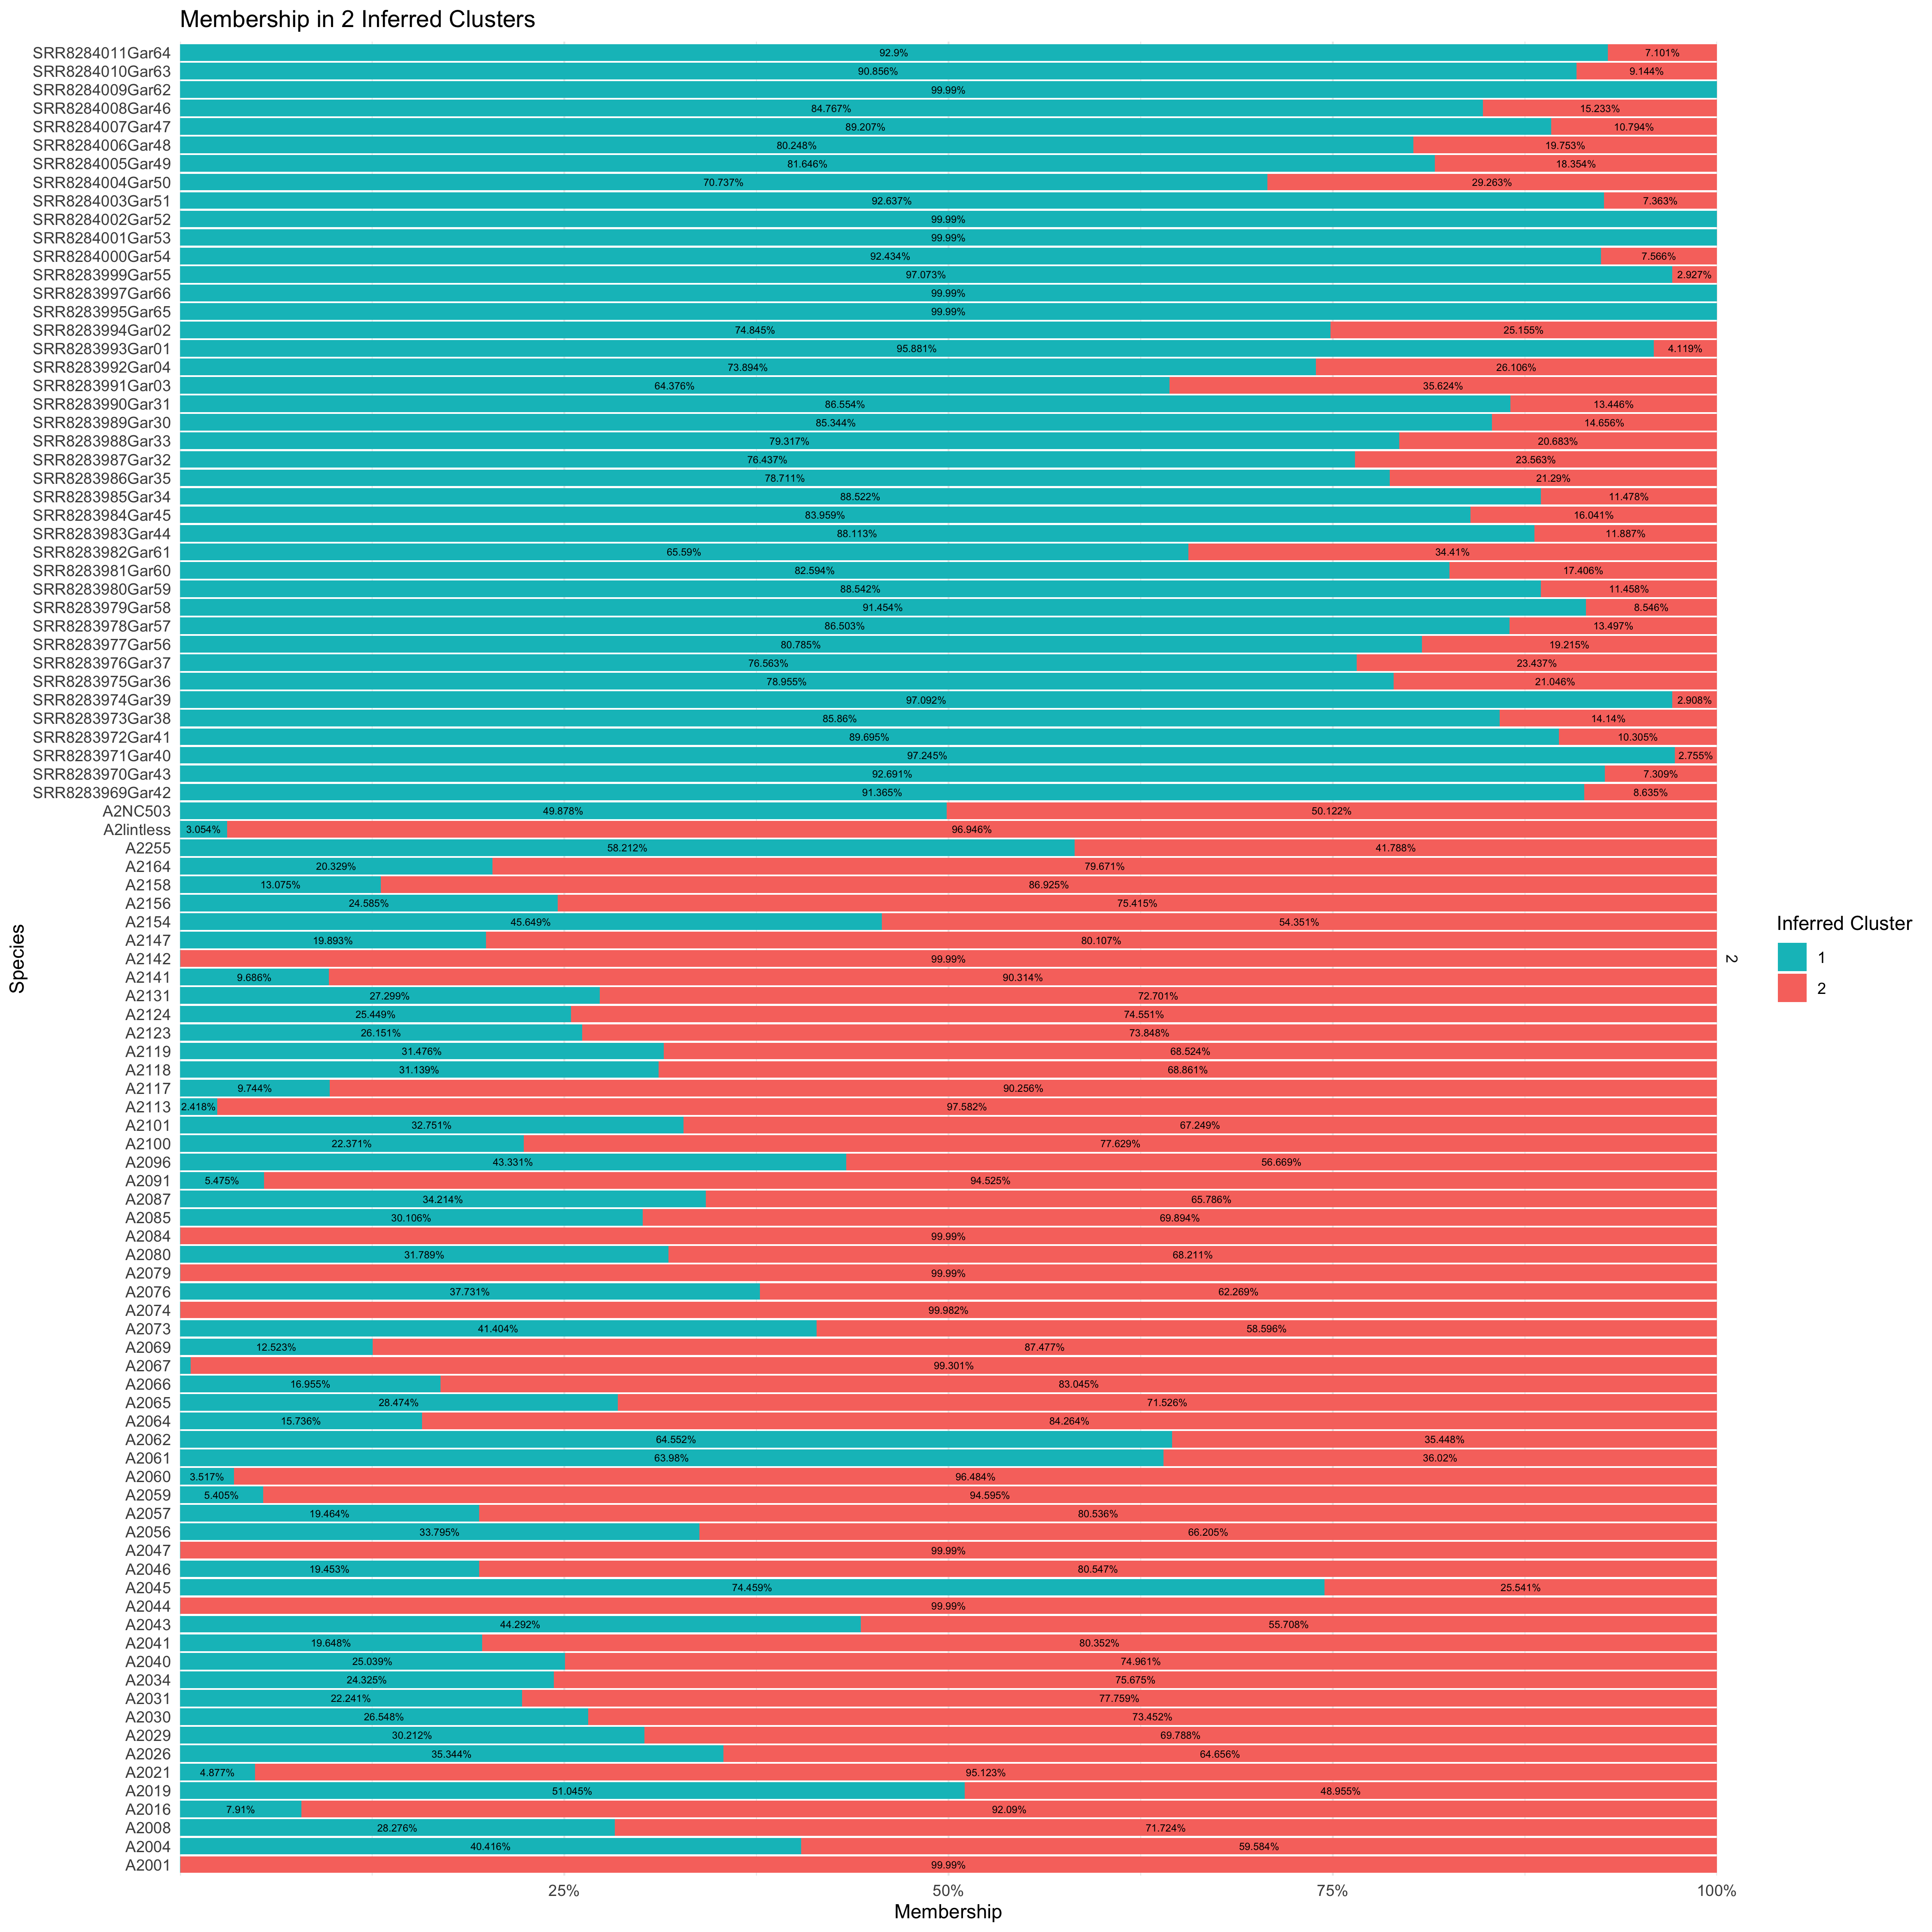 Membership in 2 Inferred Clusters
SRR8284011Gar64 92.9% 7.101%
SRR8284010Gar63 90.856% 9.144%
SRR8284009Gar62 99.99%
SRR8284008Gar46 84.767% 15.233%
SRR8284007Gar47 89.207% 10.794%
SRR8284006Gar48 80.248% 19.753%
SRR8284005Gar49 81.646% 18.354%
SRR8284004Gar50 70.737% 29.263%
SRR8284003Gar51 92.637% 7.363%
SRR8284002Gar52 99.99%
SRR8284001Gar53 99.99%
SRR8284000Gar54 92.434% 7.566%
SRR8283999Gar55 97.073% 2.927%
SRR8283997Gar66 99.99%
SRR8283995Gar65 99.99%
SRR8283994Gar02 74.845% 25.155%
SRR8283993Gar01 95.881% 4.119%
SRR8283992Gar04 73.894% 26.106%
SRR8283991Gar03 64.376% 35.624%
SRR8283990Gar31 86.554% 13.446%
SRR8283989Gar30 85.344% 14.656%
SRR8283988Gar33 79.317% 20.683%
SRR8283987Gar32 76.437% 23.563%
SRR8283986Gar35 78.711% 21.29%
SRR8283985Gar34 88.522% 11.478%
SRR8283984Gar45 83.959% 16.041%
SRR8283983Gar44 88.113% 11.887%
SRR8283982Gar61 65.59% 34.41%
SRR8283981Gar60 82.594% 17.406%
SRR8283980Gar59 88.542% 11.458%
SRR8283979Gar58 91.454% 8.546%
SRR8283978Gar57 86.503% 13.497%
SRR8283977Gar56 80.785% 19.215%
SRR8283976Gar37 76.563% 23.437%
SRR8283975Gar36 78.955% 21.046%
SRR8283974Gar39 97.092% 2.908%
SRR8283973Gar38 85.86% 14.14%
SRR8283972Gar41 89.695% 10.305%
SRR8283971Gar40 97.245% 2.755%
SRR8283970Gar43 92.691% 7.309%
SRR8283969Gar42 91.365% 8.635%
A2NC503 49.878% 50.122%
A2lintless 3.054% 96.946%
A2255 58.212% 41.788%
A2164 20.329% 79.671%
A2158 13.075% 86.925%
A2156 24.585% 75.415%
A2154 45.649% 54.351%
A2147 19.893% 80.107%
A2142 99.99%
A2141 9.686% 90.314%
A2131 27.299% 72.701%
A2124 25.449% 74.551%
A2123 26.151% 73.848%
A2119 31.476% 68.524%
A2118 31.139% 68.861%
A2117 9.744% 90.256%
A2113 2.418% 97.582%
A2101 32.751% 67.249%
A2100 22.371% 77.629%
A2096 43.331% 56.669%
A2091 5.475% 94.525%
A2087 34.214% 65.786%
A2085 30.106% 69.894%
A2084 99.99%
A2080 31.789% 68.211%
A2079 99.99%
A2076 37.731% 62.269%
A2074 99.982%
A2073 41.404% 58.596%
A2069 12.523% 87.477%
A2067 99.301%
A2066 16.955% 83.045%
A2065 28.474% 71.526%
A2064 15.736% 84.264%
A2062 64.552% 35.448%
A2061 63.98% 36.02%
A2060 3.517% 96.484%
A2059 5.405% 94.595%
A2057 19.464% 80.536%
A2056 33.795% 66.205%
A2047 99.99%
A2046 19.453% 80.547%
A2045 74.459% 25.541%
A2044 99.99%
A2043 44.292% 55.708%
A2041 19.648% 80.352%
A2040 25.039% 74.961%
A2034 24.325% 75.675%
A2031 22.241% 77.759%
A2030 26.548% 73.452%
A2029 30.212% 69.788%
A2026 35.344% 64.656%
A2021 4.877% 95.123%
A2019 51.045% 48.955%
A2016 7.91% 92.09%
A2008 28.276% 71.724%
A2004 40.416% 59.584%
A2001 99.99%
25% 50% 75% 100%
Membership
Species
2
Inferred Cluster
1
2